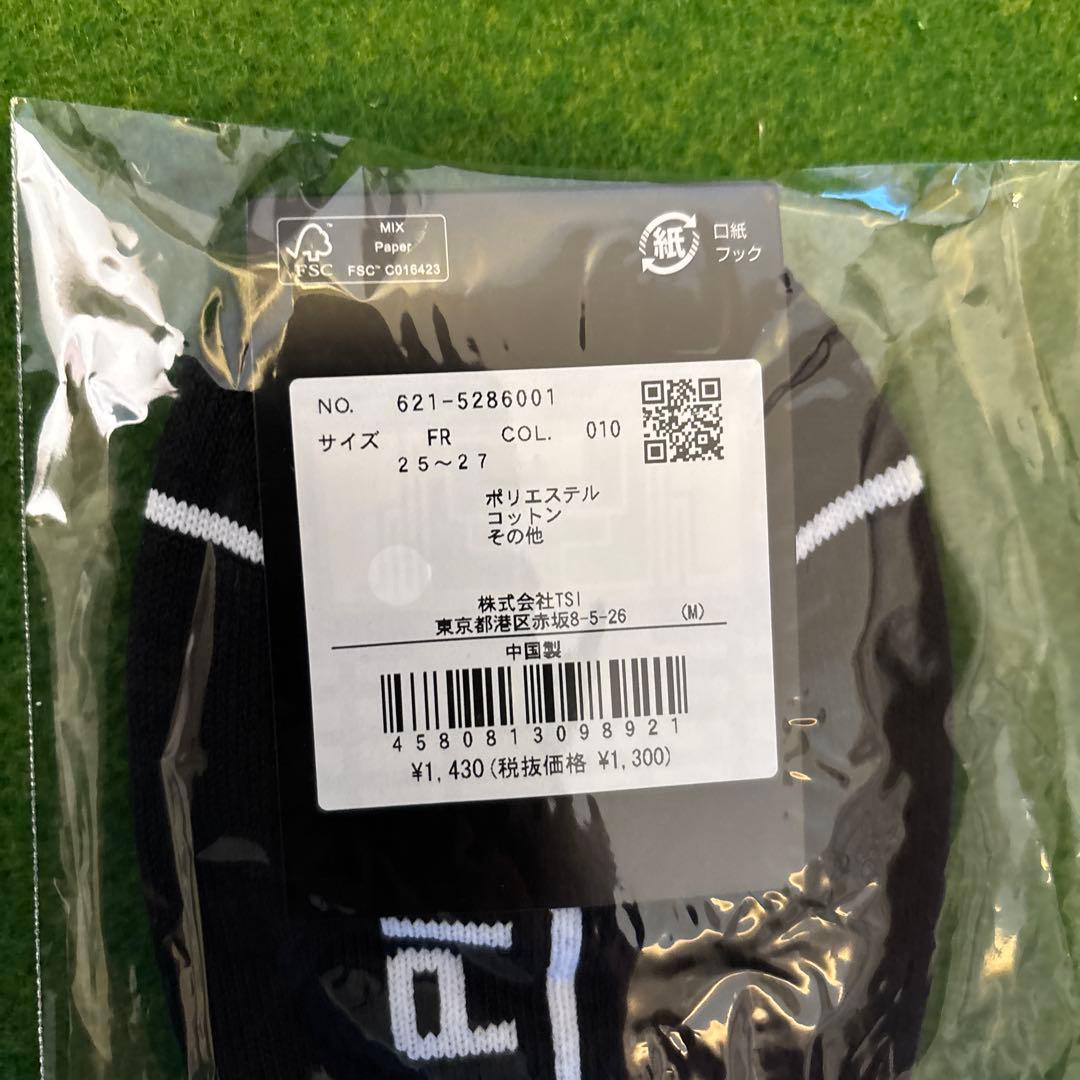 MIX
Paper
FSC
FSC™ C016423
紙
口紙
フック
NO. 621-5286001
サイズ FR COL. 010
25～27
ポリエステル
コットン
その他
株式会社TSI
東京都港区赤坂8-5-26 (M)
中国製
4580813098921
¥1,430(税抜価格 ¥1,300)